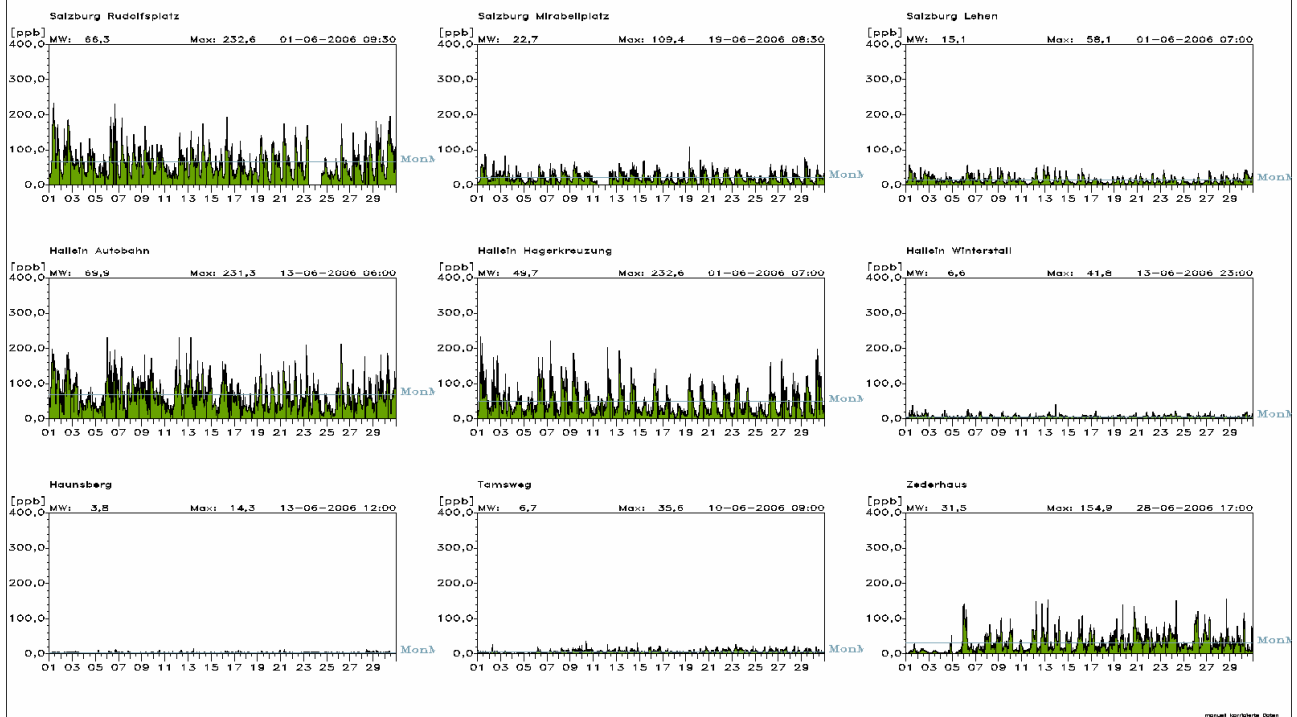 Salzburg Rudolfsplatz
[ppb] MW: 66,3 Max: 232,6 01-06-2006 09:30
400,0
300,0
200,0
100,0
0,0
MonM
01 03 05 07 09 11 13 15 17 19 21 23 25 27 29
Salzburg Mirabellplatz
[ppb] MW: 22,7 Max: 109,4 19-06-2006 08:30
400,0
300,0
200,0
100,0
0,0
MonM
01 03 05 07 09 11 13 15 17 19 21 23 25 27 29
Salzburg Lehen
[ppb] MW: 15,1 Max: 58,1 01-06-2006 07:00
400,0
300,0
200,0
100,0
0,0
MonM
01 03 05 07 09 11 13 15 17 19 21 23 25 27 29
Hallein Autobahn
[ppb] MW: 69,9 Max: 231,3 13-06-2006 06:00
400,0
300,0
200,0
100,0
0,0
MonM
01 03 05 07 09 11 13 15 17 19 21 23 25 27 29
Hallein Hagerkreuzung
[ppb] MW: 49,7 Max: 232,6 01-06-2006 07:00
400,0
300,0
200,0
100,0
0,0
MonM
01 03 05 07 09 11 13 15 17 19 21 23 25 27 29
Hallein Winterstall
[ppb] MW: 6,6 Max: 41,8 13-06-2006 23:00
400,0
300,0
200,0
100,0
0,0
MonM
01 03 05 07 09 11 13 15 17 19 21 23 25 27 29
Haunsberg
[ppb] MW: 3,8 Max: 14,3 13-06-2006 12:00
400,0
300,0
200,0
100,0
0,0
MonM
01 03 05 07 09 11 13 15 17 19 21 23 25 27 29
Tamsweg
[ppb] MW: 6,7 Max: 35,6 10-06-2006 09:00
400,0
300,0
200,0
100,0
0,0
MonM
01 03 05 07 09 11 13 15 17 19 21 23 25 27 29
Zederhaus
[ppb] MW: 31,5 Max: 154,9 28-06-2006 17:00
400,0
300,0
200,0
100,0
0,0
MonM
01 03 05 07 09 11 13 15 17 19 21 23 25 27 29
manuell korrigierte Daten